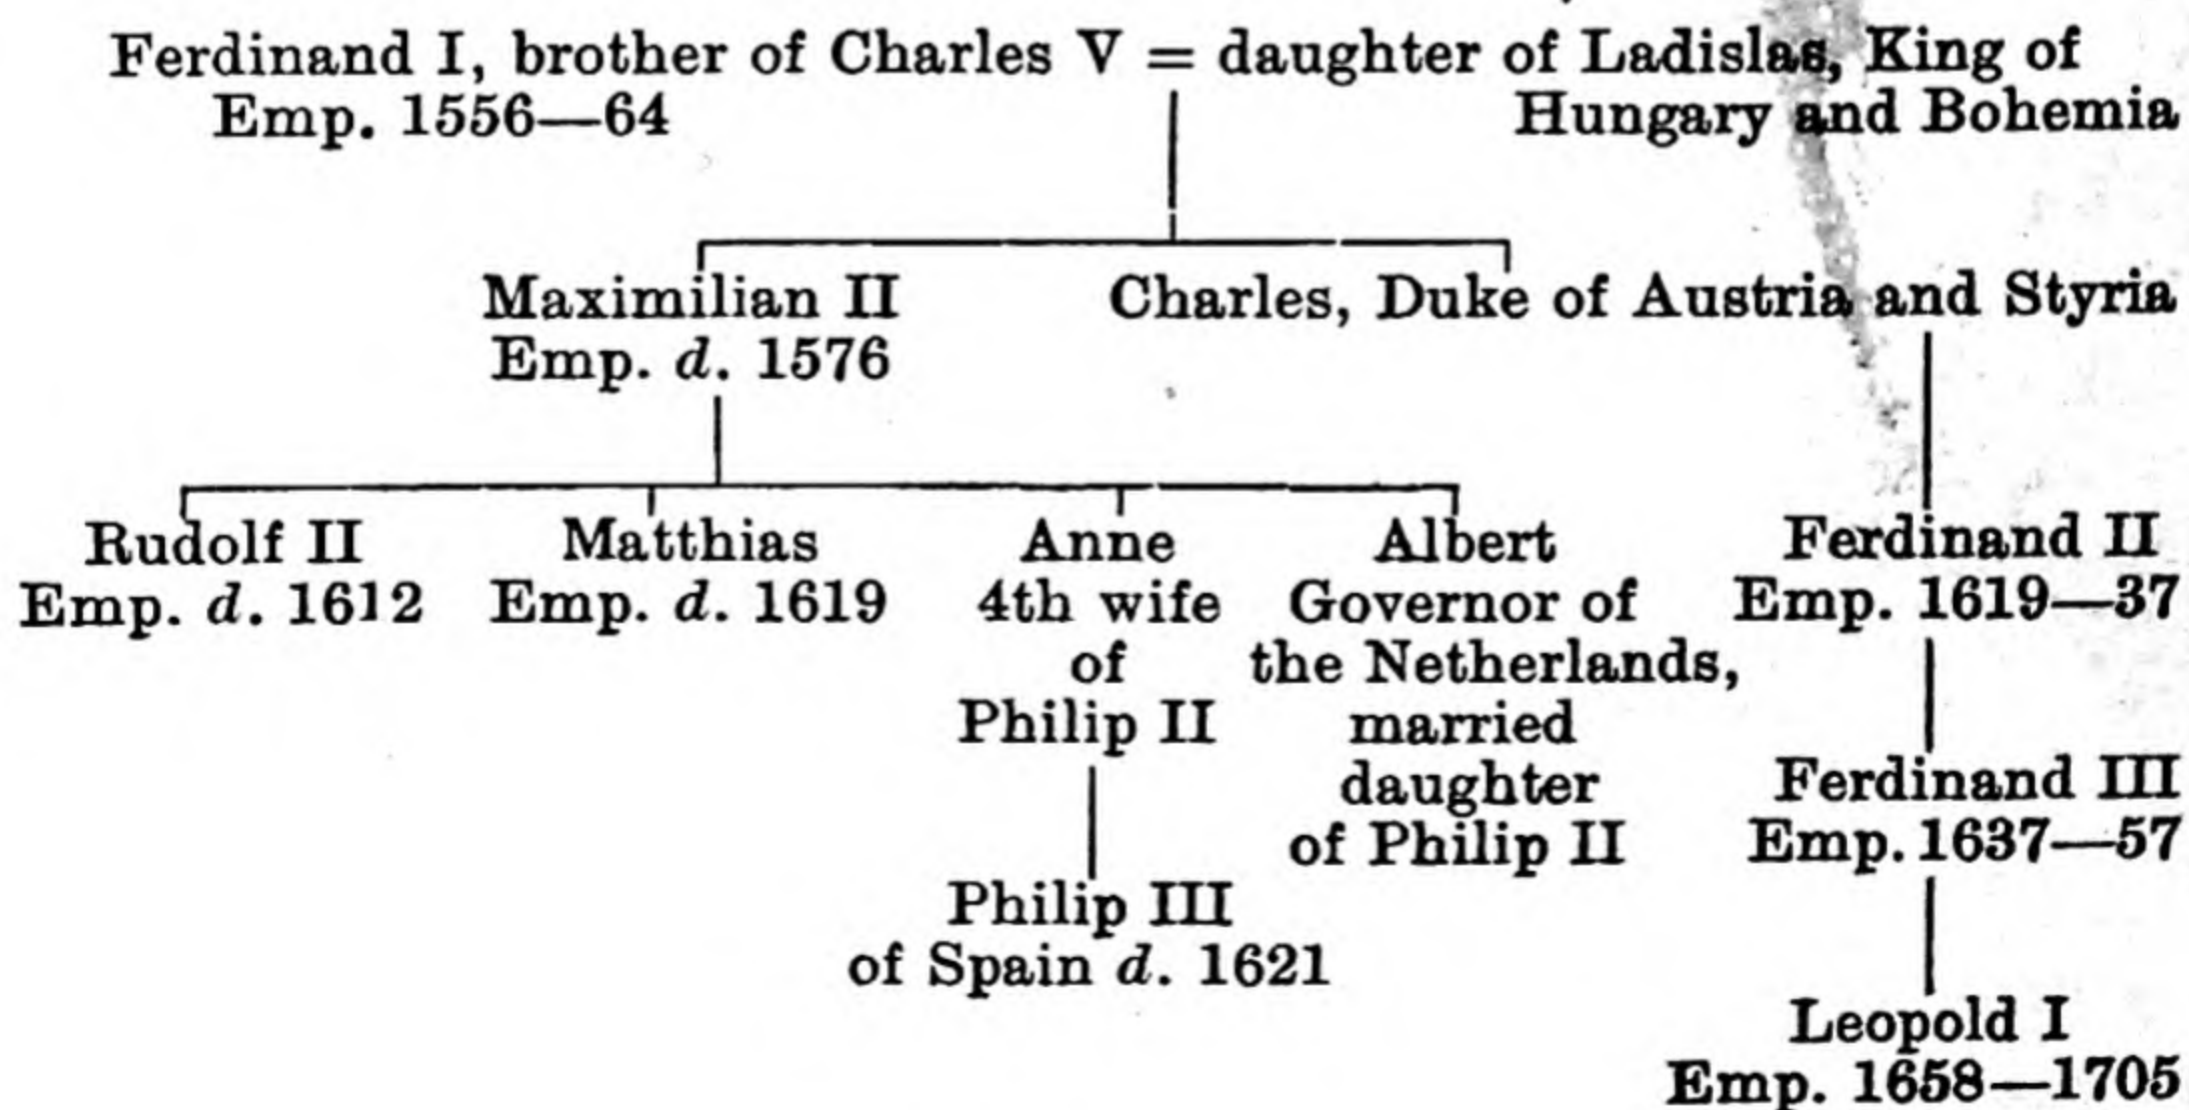 Ferdinand I, brother of Charles V = daughter of Ladislas, King of
Emp. 1556—64
Hungary and Bohemia
Maximilian II
Emp. d. 1576
Charles, Duke of Austria and Styria
Rudolf II
Emp. d. 1612
Matthias
Emp. d. 1619
Anne
4th wife
of
Philip II
Philip III
of Spain d. 1621
Albert
Governor of
the Netherlands,
married
daughter
of Philip II
Ferdinand II
Emp. 1619—37
Ferdinand III
Emp. 1637—57
Leopold I
Emp. 1658—1705